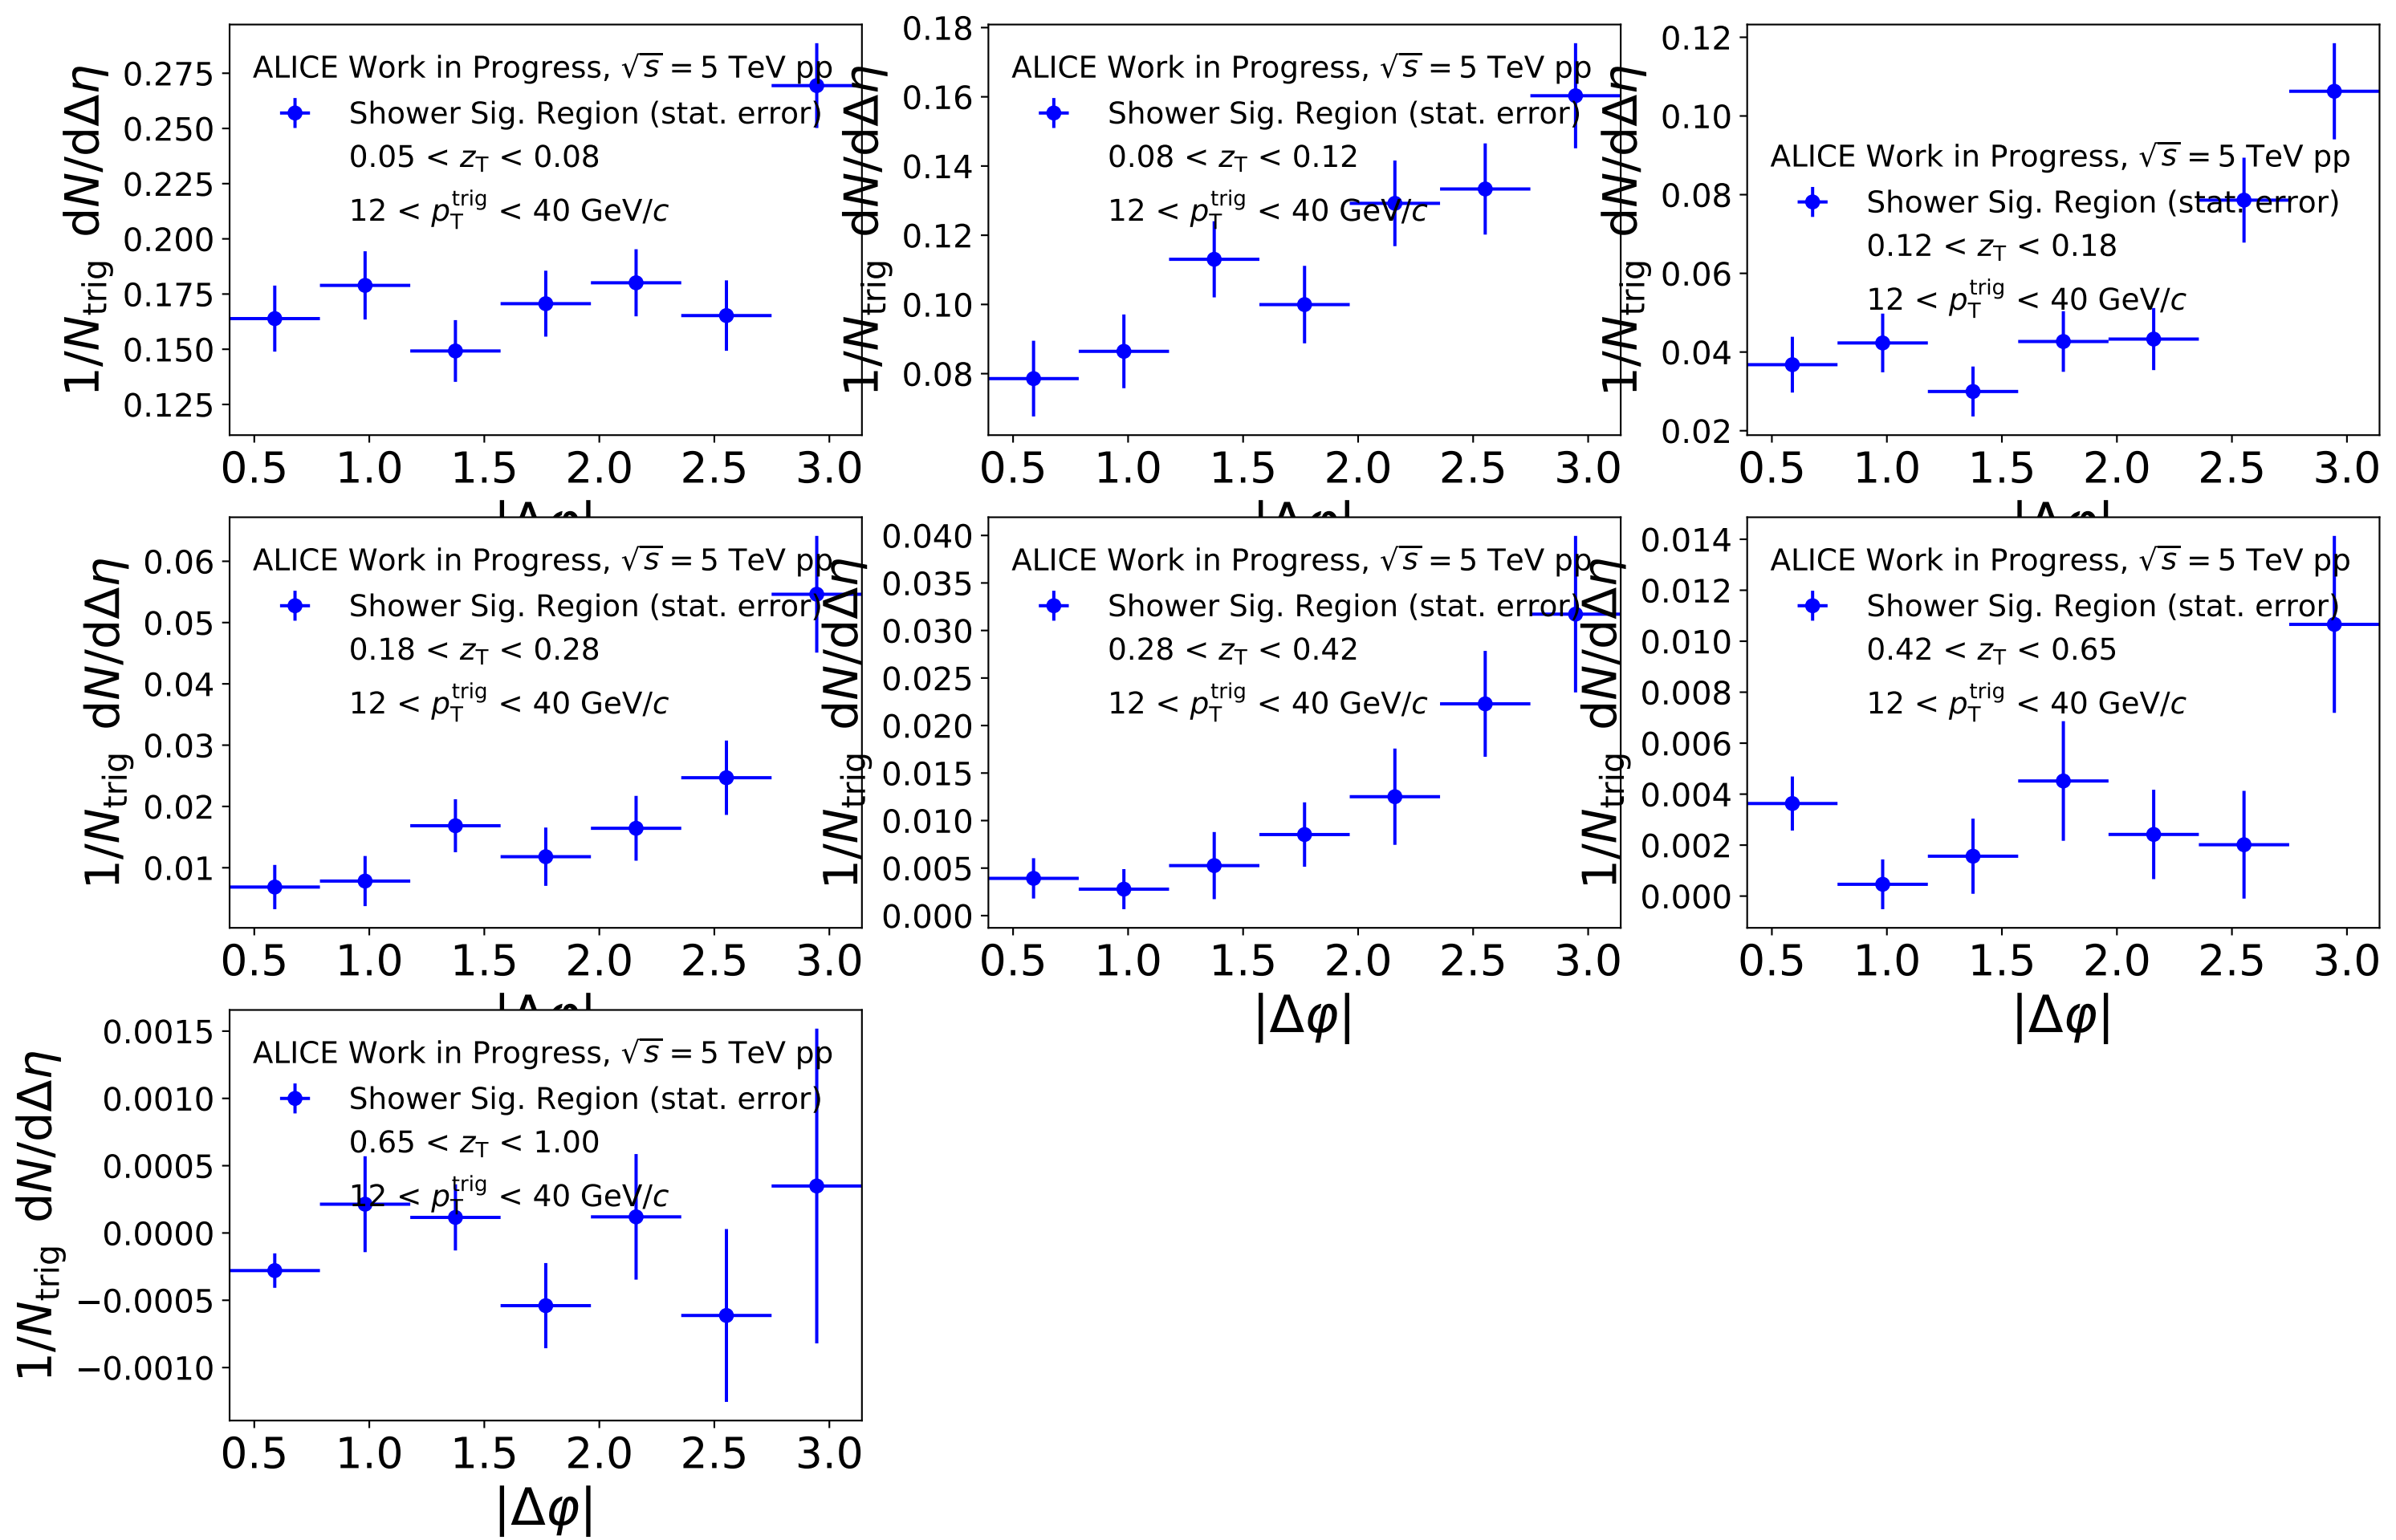 1/N_trig dN/dΔη
0.275
0.250
0.225
0.200
0.175
0.150
0.125
ALICE Work in Progress, √s = 5 TeV pp
Shower Sig. Region (stat. error)
0.05 < z_T < 0.08
12 < p_T^trig < 40 GeV/c
0.5 1.0 1.5 2.0 2.5 3.0
|Δφ|
1/N_trig dN/dΔη
0.18
0.16
0.14
0.12
0.10
0.08
ALICE Work in Progress, √s = 5 TeV pp
Shower Sig. Region (stat. error)
0.08 < z_T < 0.12
12 < p_T^trig < 40 GeV/c
0.5 1.0 1.5 2.0 2.5 3.0
|Δφ|
1/N_trig dN/dΔη
0.12
0.10
0.08
0.06
0.04
0.02
ALICE Work in Progress, √s = 5 TeV pp
Shower Sig. Region (stat. error)
0.12 < z_T < 0.18
12 < p_T^trig < 40 GeV/c
0.5 1.0 1.5 2.0 2.5 3.0
|Δφ|
1/N_trig dN/dΔη
0.06
0.05
0.04
0.03
0.02
0.01
ALICE Work in Progress, √s = 5 TeV pp
Shower Sig. Region (stat. error)
0.18 < z_T < 0.28
12 < p_T^trig < 40 GeV/c
0.5 1.0 1.5 2.0 2.5 3.0
|Δφ|
1/N_trig dN/dΔη
0.040
0.035
0.030
0.025
0.020
0.015
0.010
0.005
0.000
ALICE Work in Progress, √s = 5 TeV pp
Shower Sig. Region (stat. error)
0.28 < z_T < 0.42
12 < p_T^trig < 40 GeV/c
0.5 1.0 1.5 2.0 2.5 3.0
|Δφ|
1/N_trig dN/dΔη
0.014
0.012
0.010
0.008
0.006
0.004
0.002
0.000
ALICE Work in Progress, √s = 5 TeV pp
Shower Sig. Region (stat. error)
0.42 < z_T < 0.65
12 < p_T^trig < 40 GeV/c
0.5 1.0 1.5 2.0 2.5 3.0
|Δφ|
1/N_trig dN/dΔη
0.0015
0.0010
0.0005
0.0000
−0.0005
−0.0010
ALICE Work in Progress, √s = 5 TeV pp
Shower Sig. Region (stat. error)
0.65 < z_T < 1.00
12 < p_T^trig < 40 GeV/c
0.5 1.0 1.5 2.0 2.5 3.0
|Δφ|